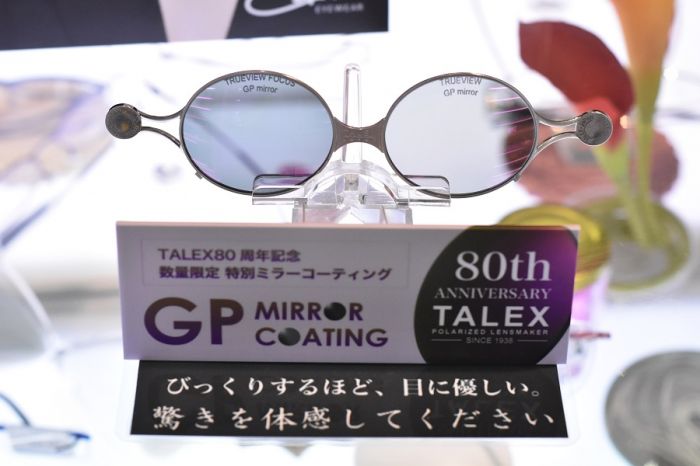 EYEWEAR
TRUEVIEW FOCUS
GP mirror
TRUEVIEW
GP mirror
TALEX80 周年記念
数量限定 特別ミラーコーティング
GP MIRROR
COATING
80th
ANNIVERSARY
TALEX
POLARIZED LENSMAKER
SINCE 1938
びっくりするほど、目に優しい。
驚きを体感してください